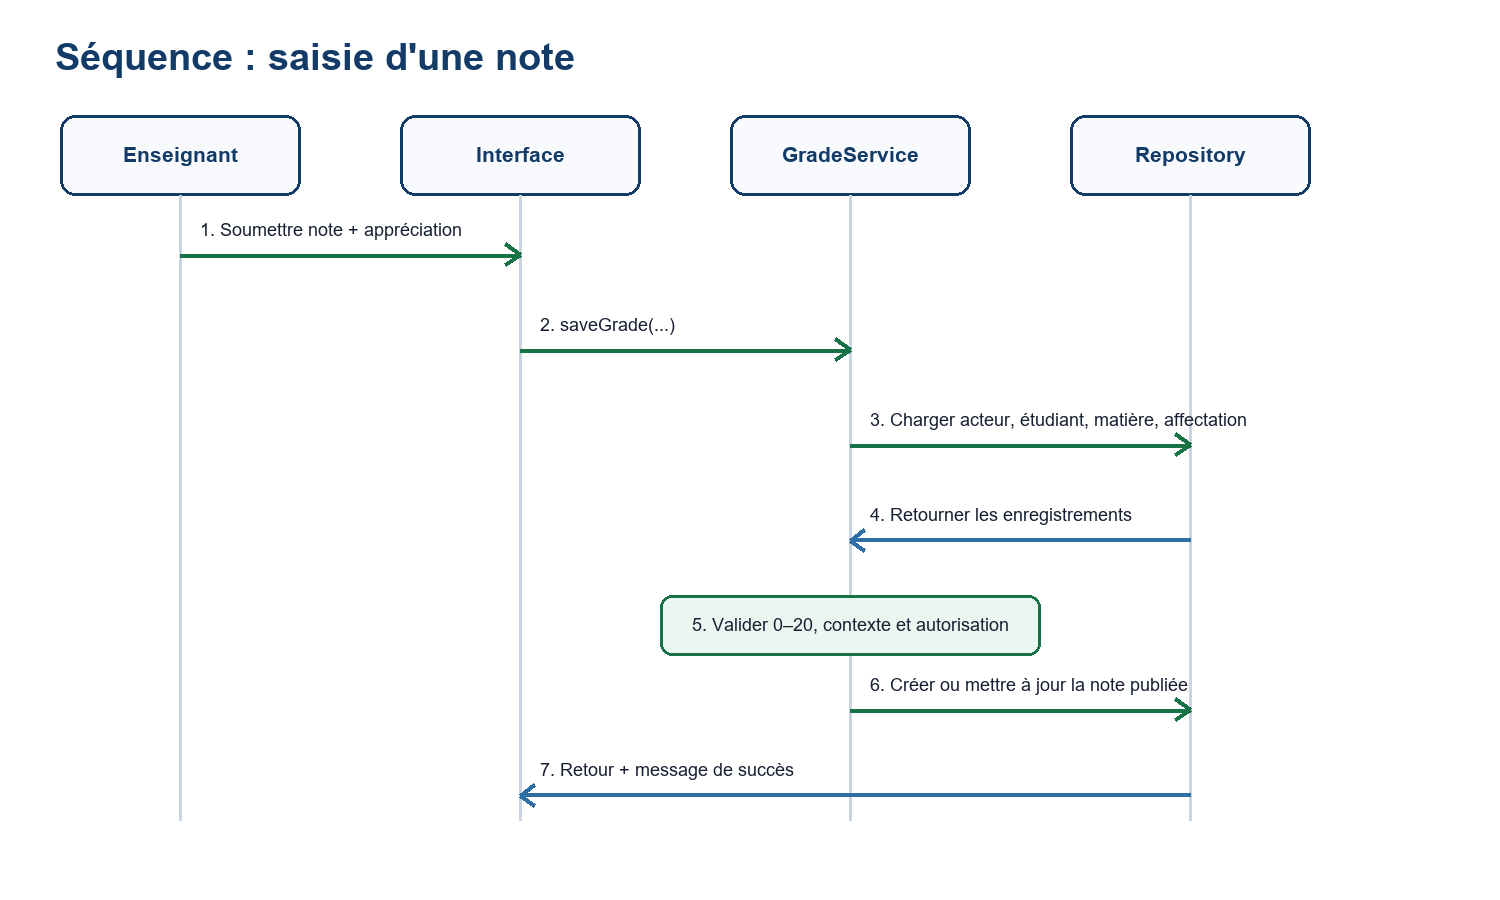 Séquence : saisie d'une note
Enseignant
Interface
GradeService
Repository
1. Soumettre note + appréciation
2. saveGrade(...)
3. Charger acteur, étudiant, matière, affectation
4. Retourner les enregistrements
5. Valider 0–20, contexte et autorisation
6. Créer ou mettre à jour la note publiée
7. Retour + message de succès